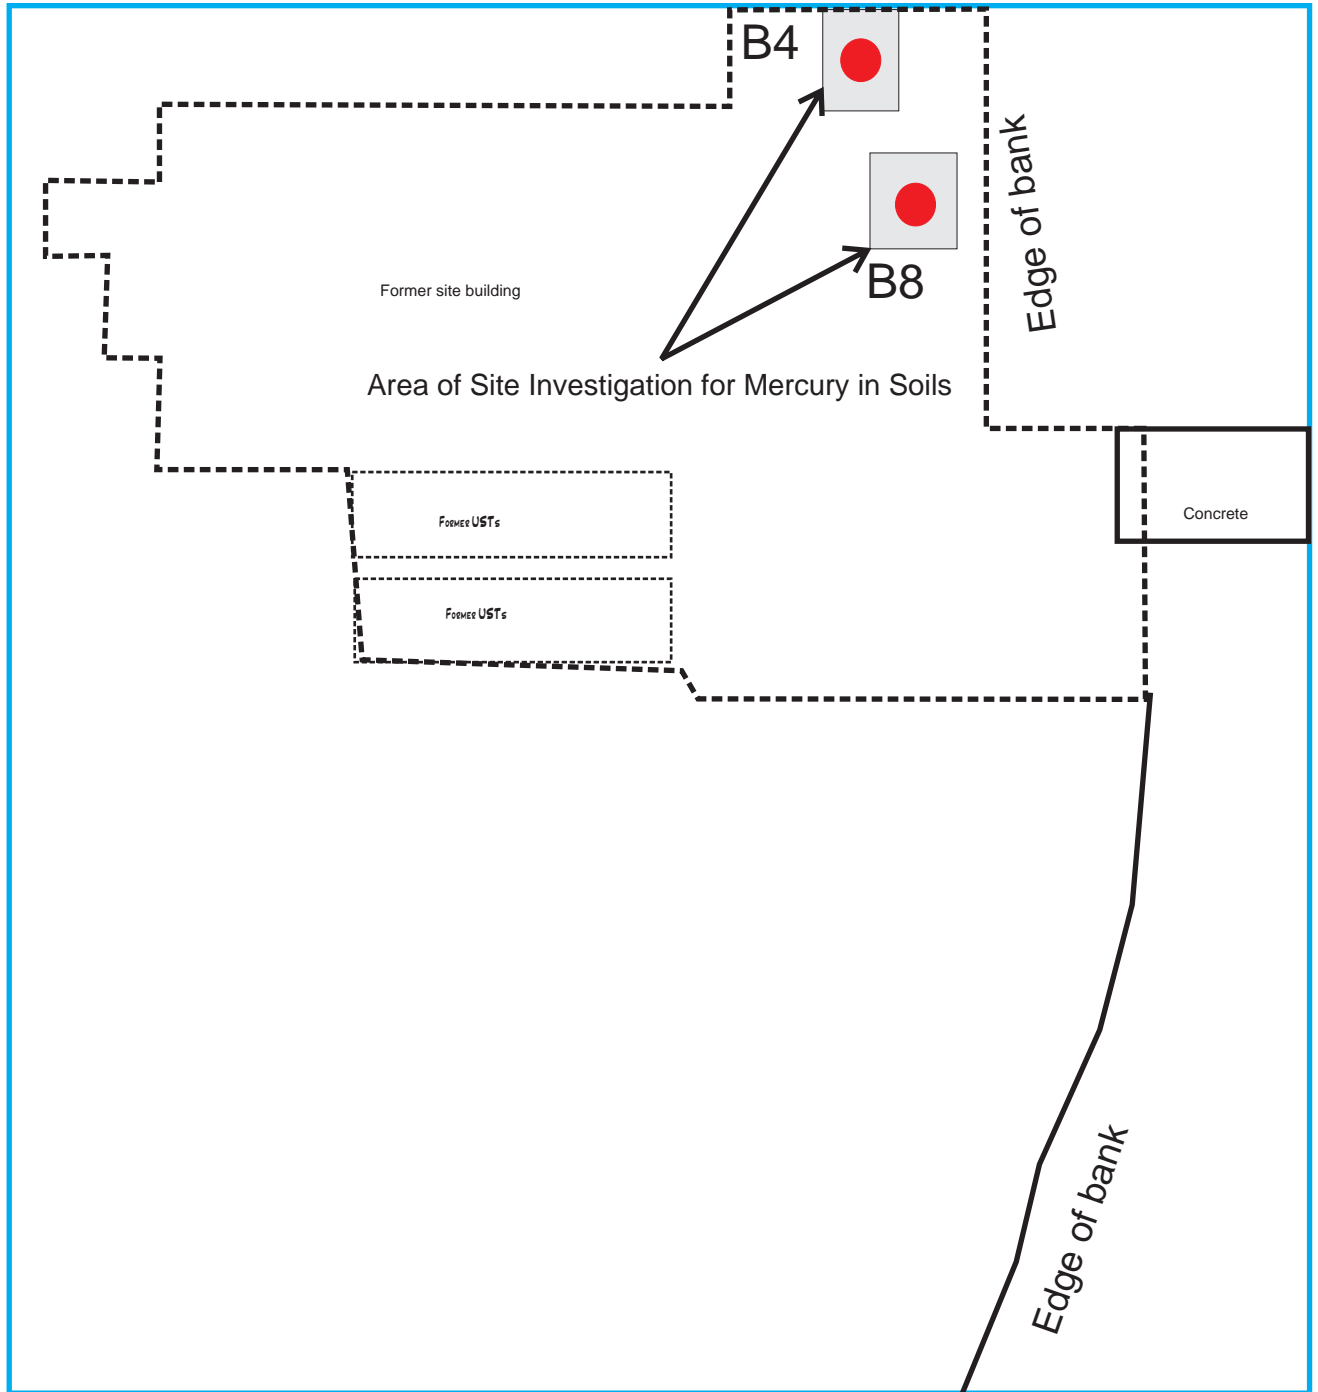 B4
Edge of bank
B8
Former site building
Area of Site Investigation for Mercury in Soils
Concrete
Former USTs
Former USTs
Edge of bank